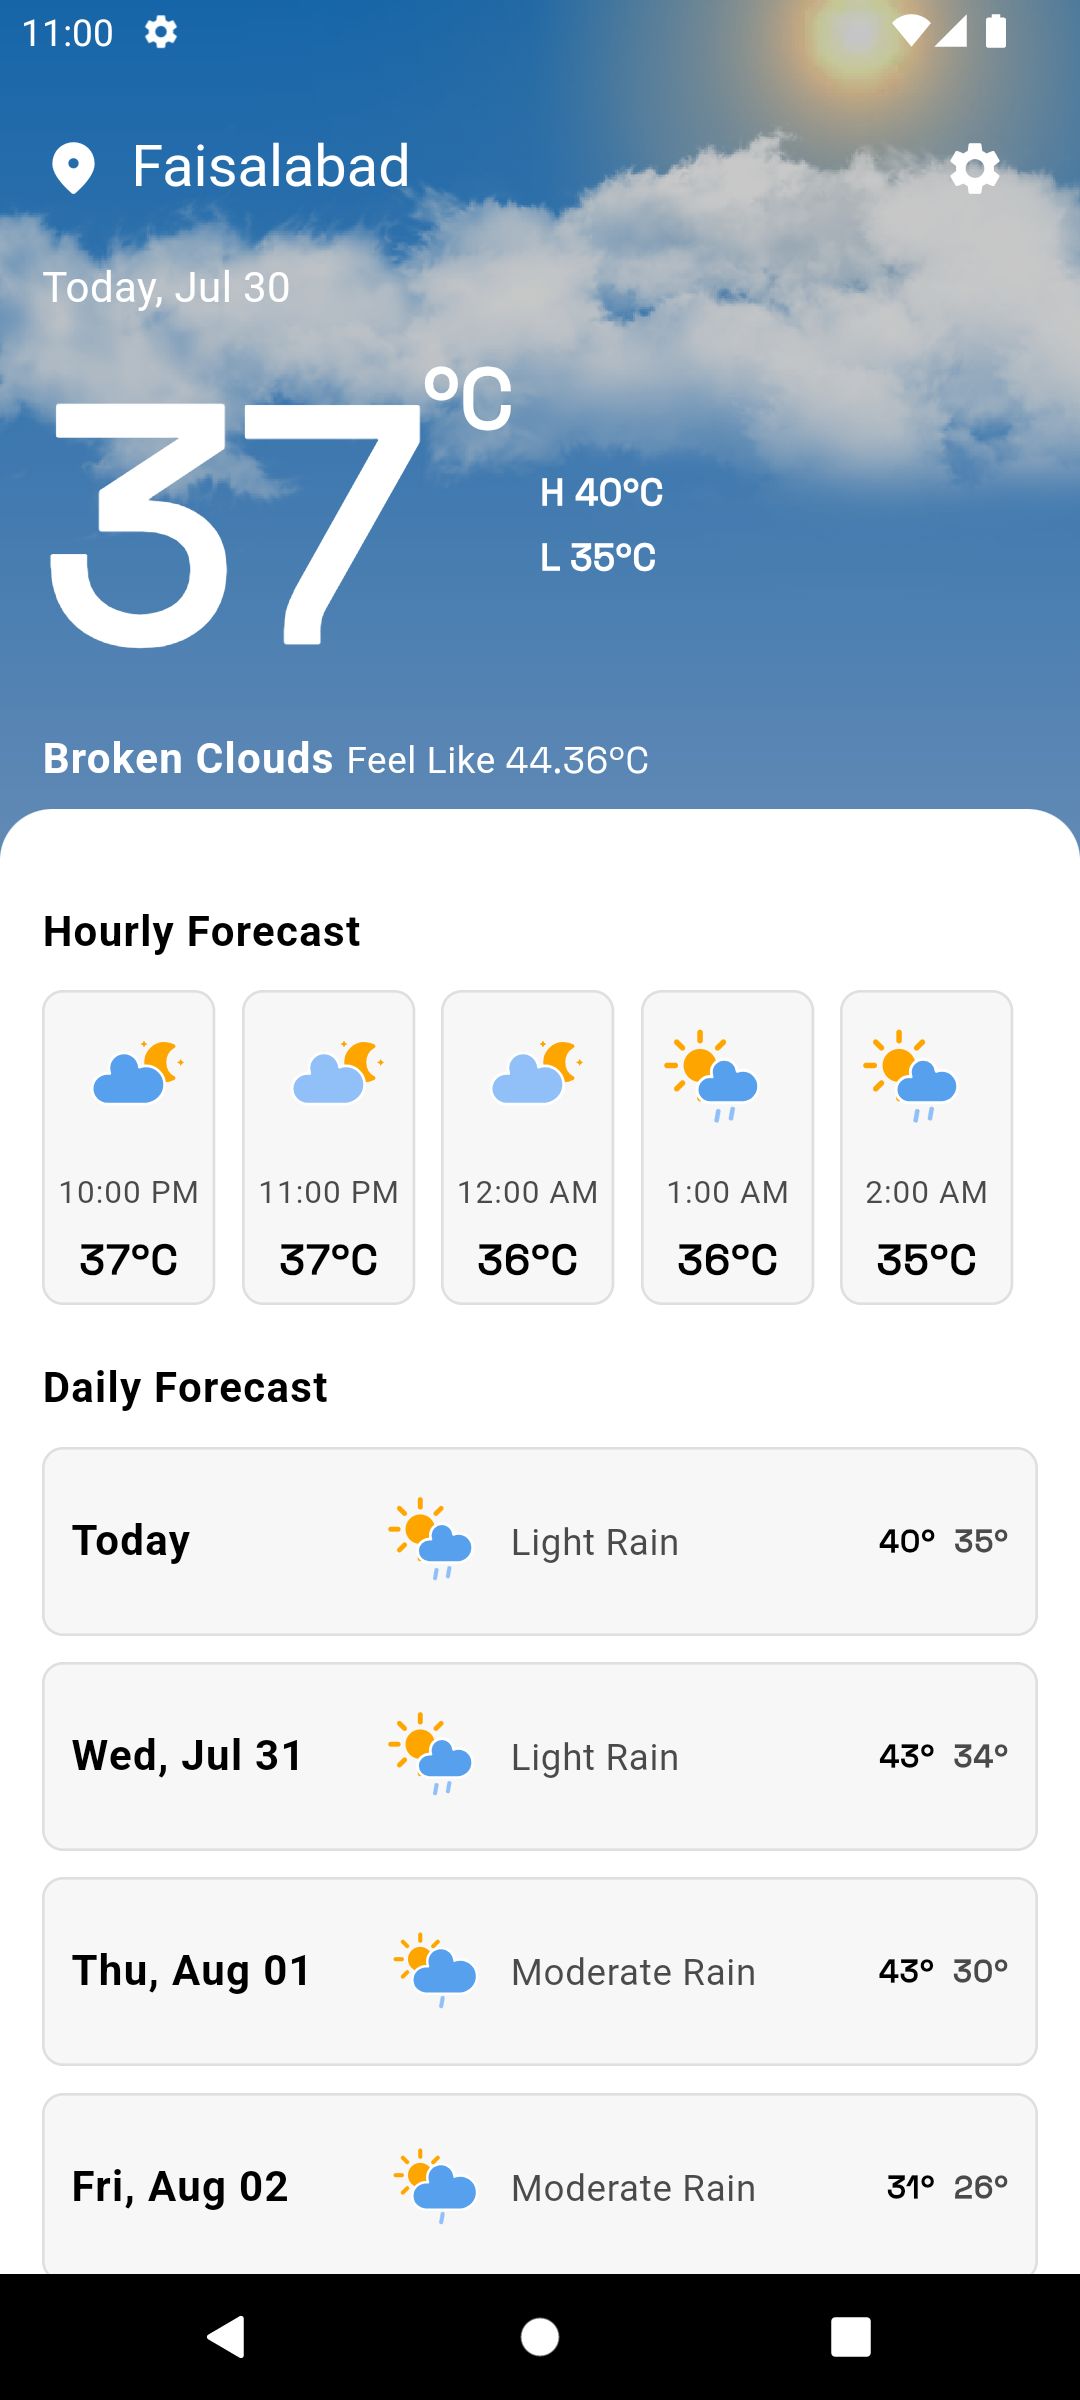 11:00
Faisalabad
Today, Jul 30
37°C
H 40°C
L 35°C
Broken Clouds Feel Like 44.36°C
Hourly Forecast
10:00 PM 11:00 PM 12:00 AM 1:00 AM 2:00 AM
37°C 37°C 36°C 36°C 35°C
Daily Forecast
Today Light Rain 40° 35°
Wed, Jul 31 Light Rain 43° 34°
Thu, Aug 01 Moderate Rain 43° 30°
Fri, Aug 02 Moderate Rain 31° 26°